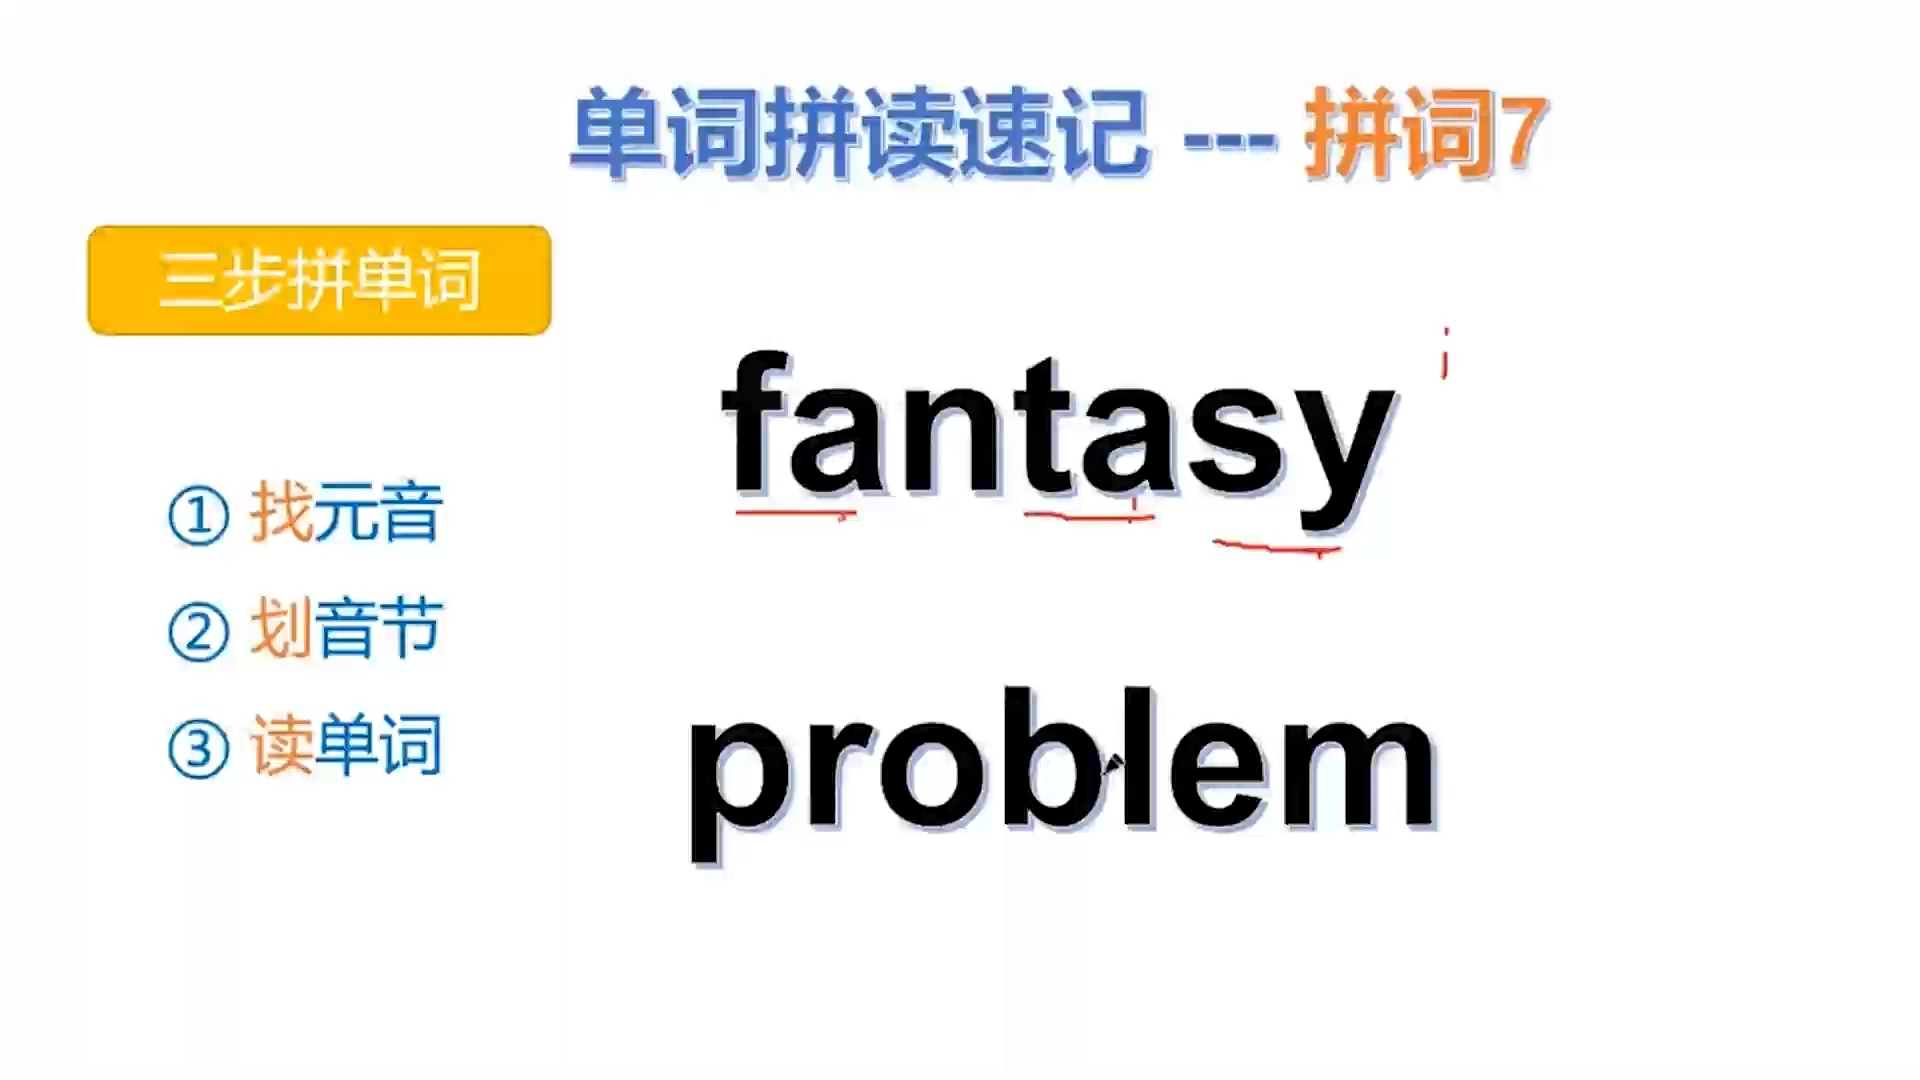 单词拼读速记 --- 拼词7
三步拼单词
fantasy
i
① 找元音
② 划音节
③ 读单词
problem